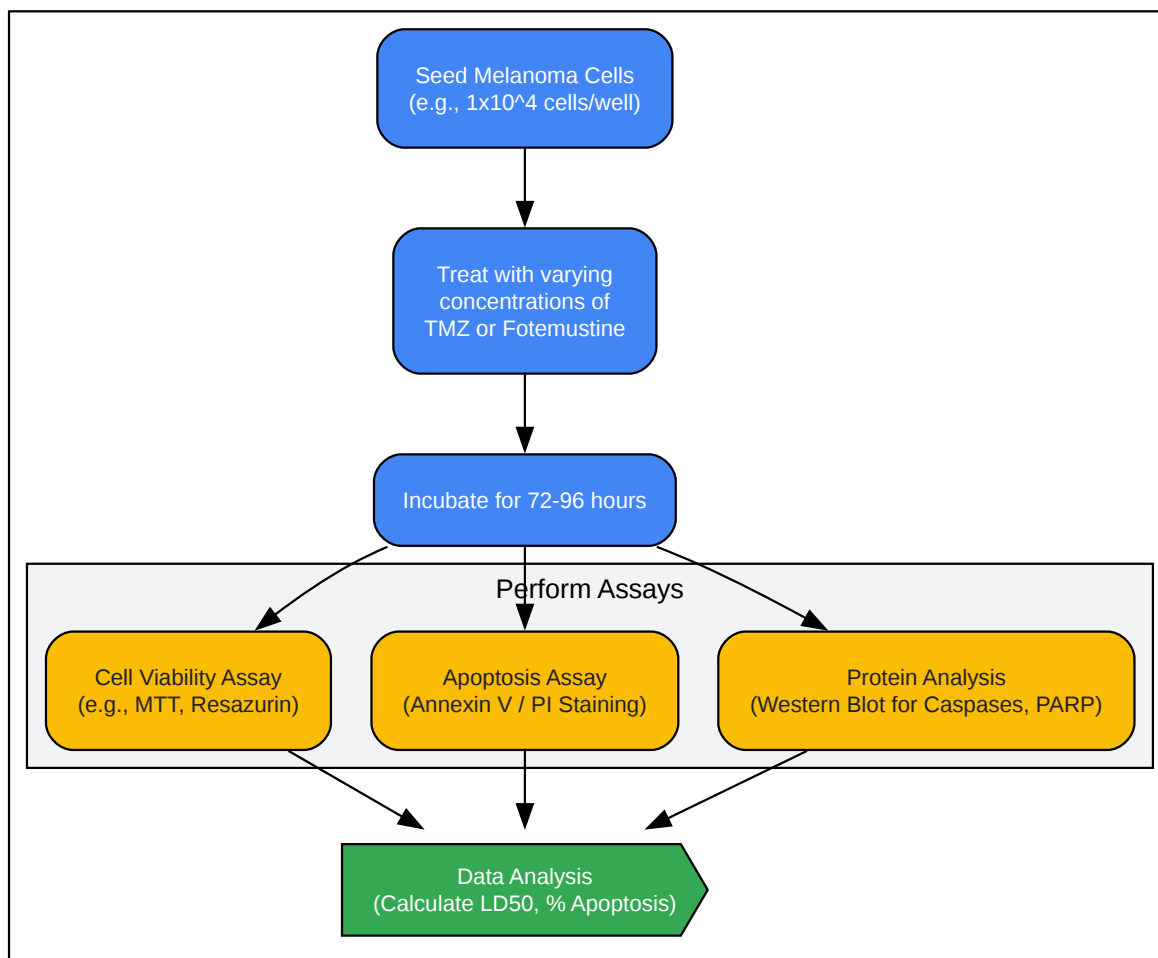 Seed Melanoma Cells
(e.g., 1x10^4 cells/well)
Treat with varying
concentrations of
TMZ or Fotemustine
Incubate for 72-96 hours
Perform Assays
Cell Viability Assay
(e.g., MTT, Resazurin)
Apoptosis Assay
(Annexin V / PI Staining)
Protein Analysis
(Western Blot for Caspases, PARP)
Data Analysis
(Calculate LD50, % Apoptosis)